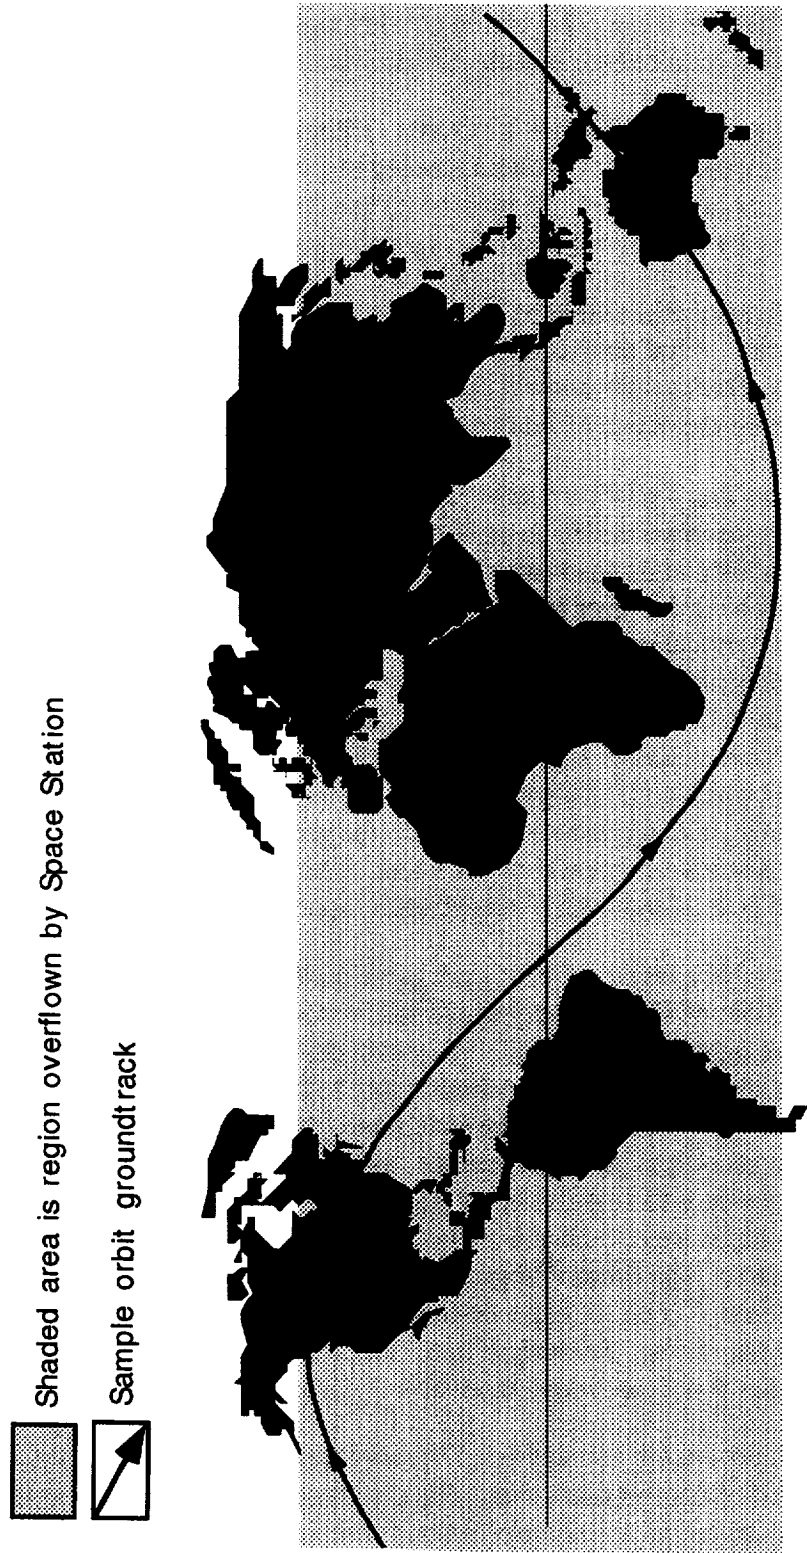 Shaded area is region overflown by Space Station
Sample orbit groundtrack